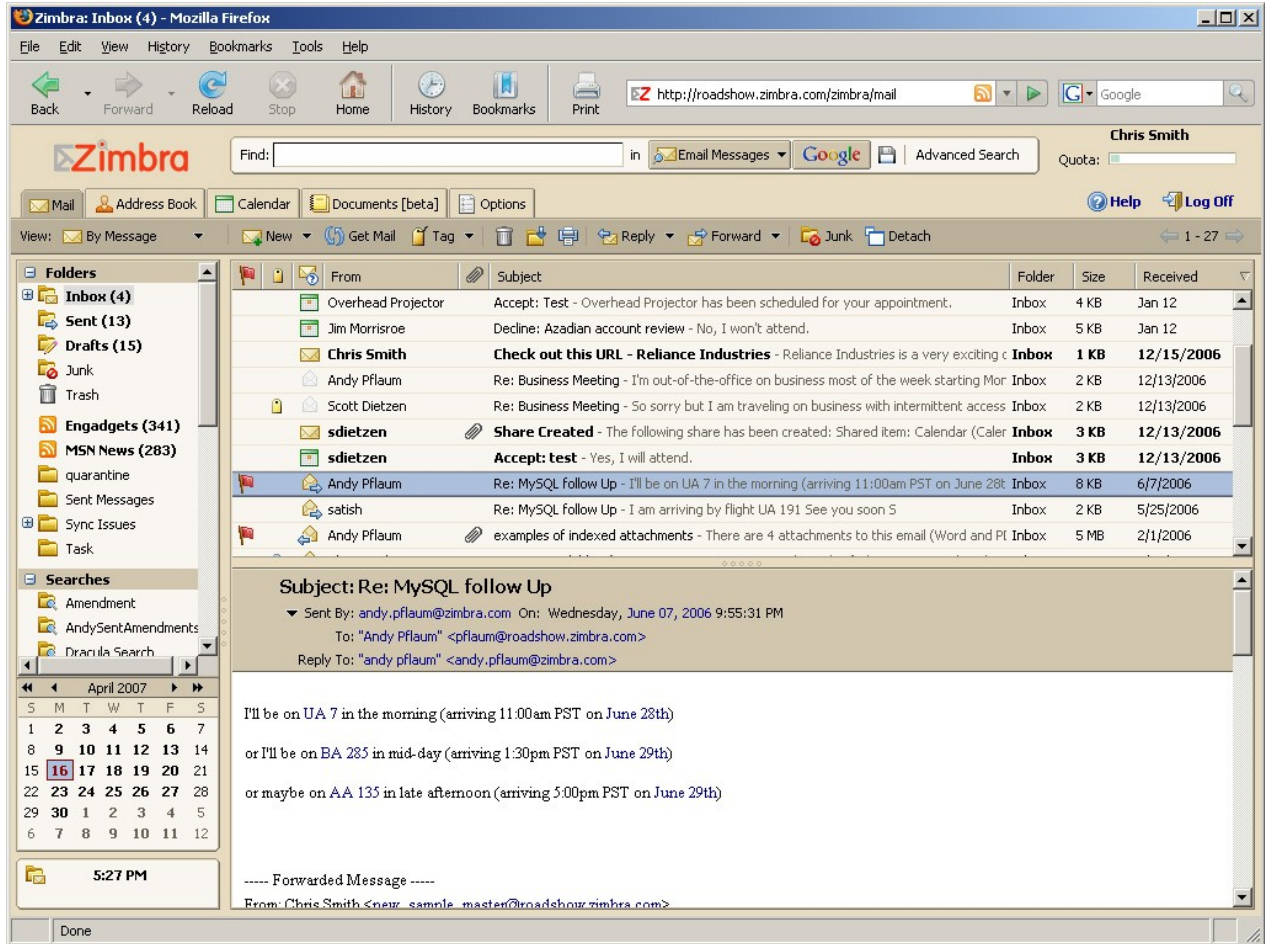 Zimbra: Inbox (4) - Mozilla Firefox
File Edit View History Bookmarks Tools Help
Back Forward Reload Stop Home History Bookmarks Print http://roadshow.zimbra.com/zimbra/mail Google
Zimbra Find: in Email Messages Google Advanced Search Chris Smith
Quota:
Mail Address Book Calendar Documents [beta] Options Help Log Off
View: By Message New Get Mail Tag Reply Forward Junk Detach 1 - 27
Folders
Inbox (4)
Sent (13)
Drafts (15)
Junk
Trash
Engadgets (341)
MSN News (283)
quarantine
Sent Messages
Sync Issues
Task
Searches
Amendment
AndySentAmendments
Dracula Search
April 2007
S M T W T F S
1 2 3 4 5 6 7
8 9 10 11 12 13 14
15 16 17 18 19 20 21
22 23 24 25 26 27 28
29 30 1 2 3 4 5
6 7 8 9 10 11 12
5:27 PM
From Subject Folder Size Received
Overhead Projector Accept: Test - Overhead Projector has been scheduled for your appointment. Inbox 4 KB Jan 12
Jim Morrisroe Decline: Azadian account review - No, I won't attend. Inbox 5 KB Jan 12
Chris Smith Check out this URL - Reliance Industries - Reliance Industries is a very exciting c Inbox 1 KB 12/15/2006
Andy Pflaum Re: Business Meeting - I'm out-of-the-office on business most of the week starting Mor Inbox 2 KB 12/13/2006
Scott Dietzen Re: Business Meeting - So sorry but I am traveling on business with intermittent access Inbox 2 KB 12/13/2006
sdietzen Share Created - The following share has been created: Shared item: Calendar (Caler Inbox 3 KB 12/13/2006
sdietzen Accept: test - Yes, I will attend. Inbox 3 KB 12/13/2006
Andy Pflaum Re: MySQL follow Up - I'll be on UA 7 in the morning (arriving 11:00am PST on June 28t Inbox 8 KB 6/7/2006
satish Re: MySQL follow Up - I am arriving by flight UA 191 See you soon S Inbox 2 KB 5/25/2006
Andy Pflaum examples of indexed attachments - There are 4 attachments to this email (Word and PI Inbox 5 MB 2/1/2006
Subject: Re: MySQL follow Up
Sent By: andy.pflaum@zimbra.com On: Wednesday, June 07, 2006 9:55:31 PM
To: "Andy Pflaum" <pflaum@roadshow.zimbra.com>
Reply To: "andy pflaum" <andy.pflaum@zimbra.com>
I'll be on UA 7 in the morning (arriving 11:00am PST on June 28th)
or I'll be on BA 285 in mid-day (arriving 1:30pm PST on June 29th)
or maybe on AA 135 in late afternoon (arriving 5:00pm PST on June 29th)
----- Forwarded Message -----
From: Chris Smith <new_sample_master@roadshow.zimbra.com>
Done